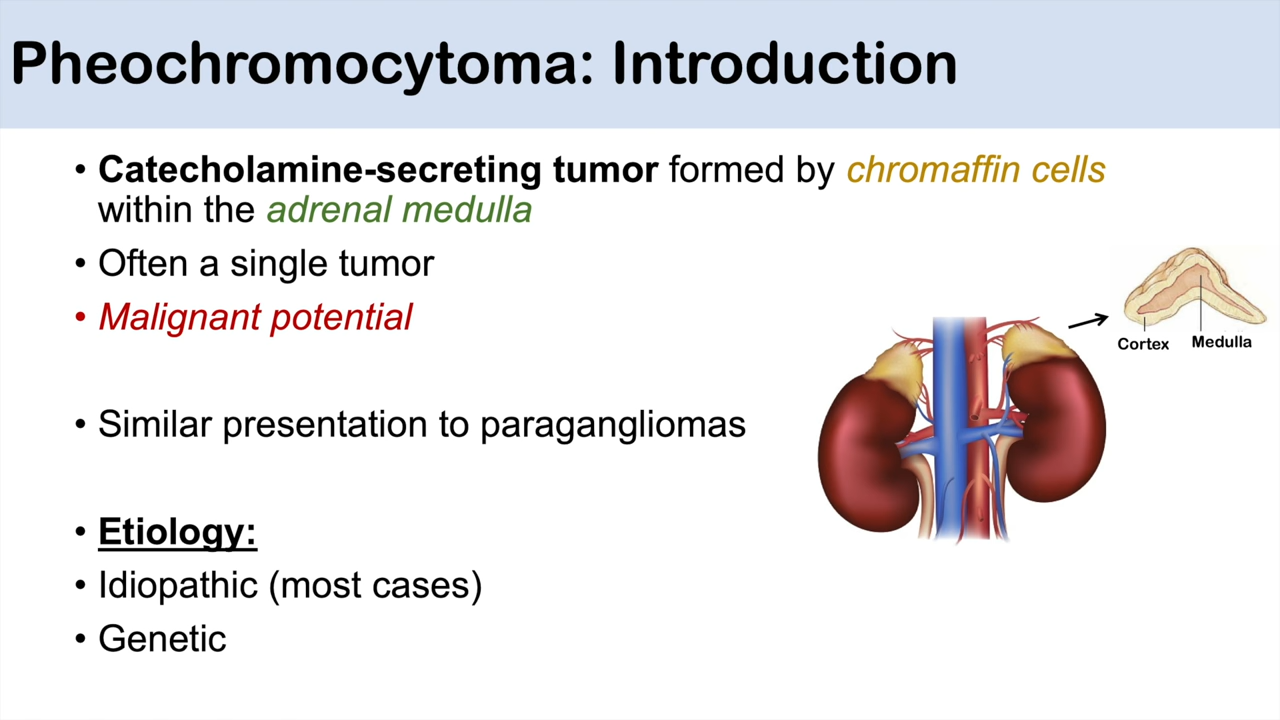 Pheochromocytoma: Introduction
• Catecholamine-secreting tumor formed by chromaffin cells
within the adrenal medulla
• Often a single tumor
• Malignant potential
Cortex
Medulla
• Similar presentation to paragangliomas
• Etiology:
• Idiopathic (most cases)
• Genetic